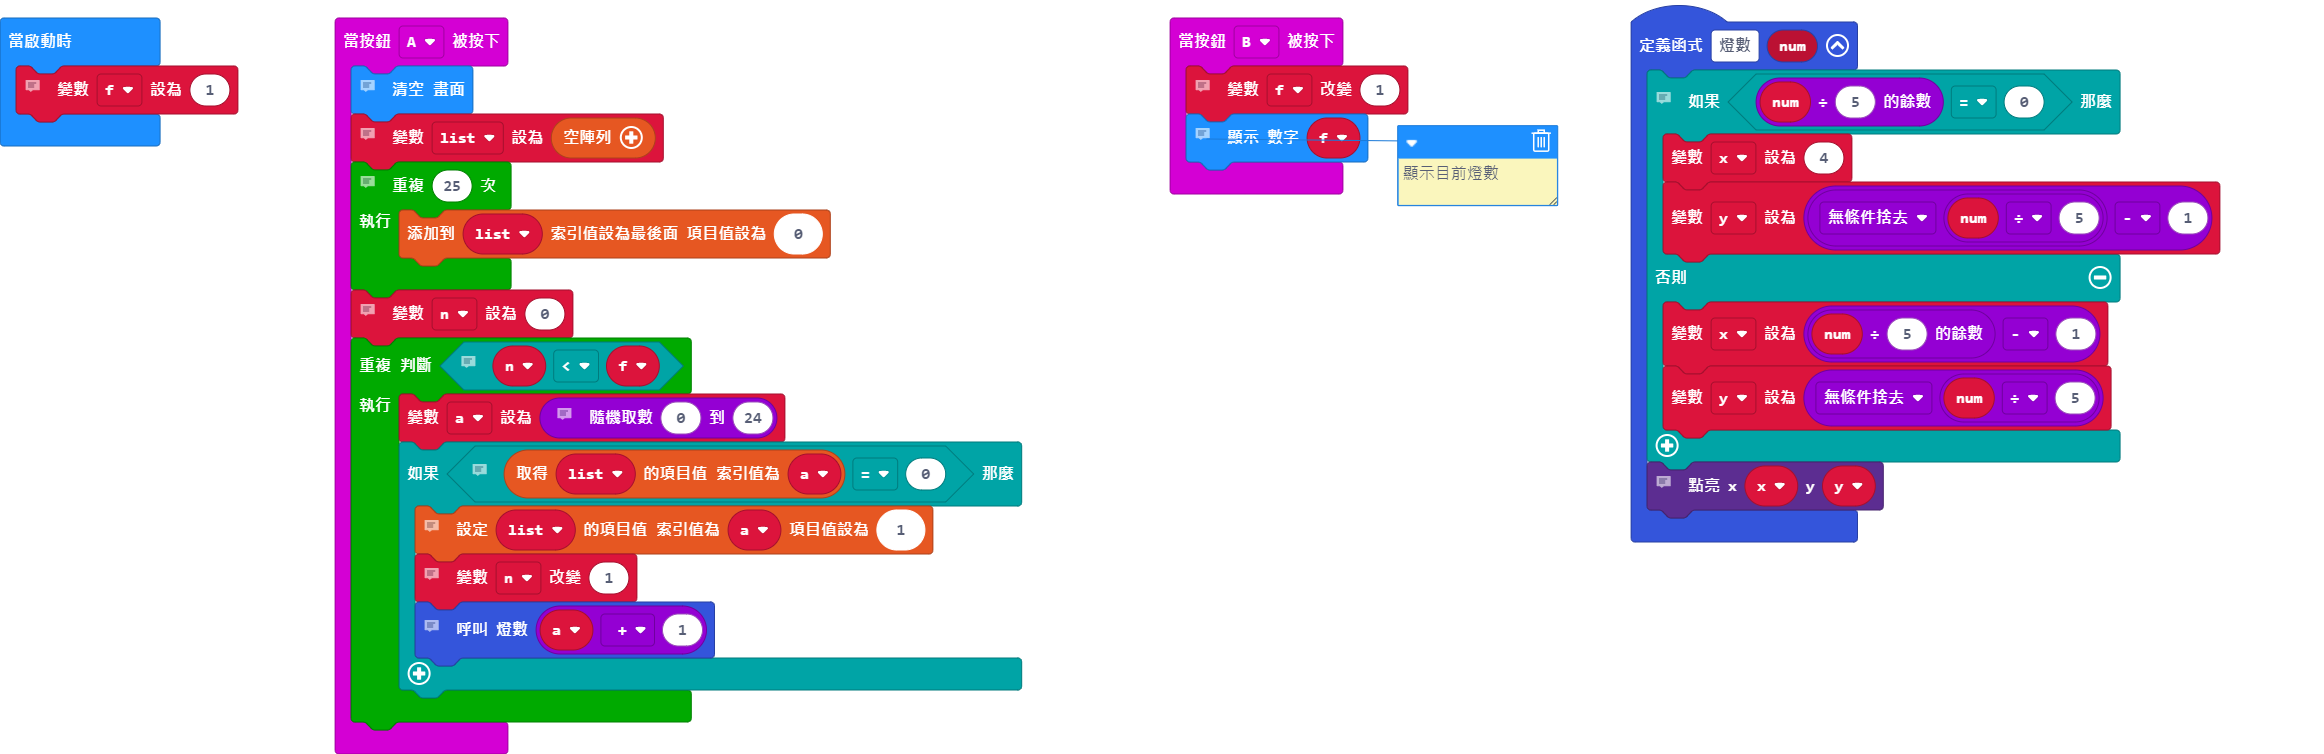 當啟動時
變數 f 設為 1
當按鈕 A 被按下
清空 畫面
變數 list 設為 空陣列
重複 25 次
執行
添加到 list 索引值設為最後面 項目值設為 0
變數 n 設為 0
重複 判斷 n < f
執行
變數 a 設為 隨機取數 0 到 24
如果 取得 list 的項目值 索引值為 a = 0 那麼
設定 list 的項目值 索引值為 a 項目值設為 1
變數 n 改變 1
呼叫 燈數 a + 1
當按鈕 B 被按下
變數 f 改變 1
顯示 數字 f
顯示目前燈數
定義函式 燈數 num
如果 num ÷ 5 的餘數 = 0 那麼
變數 x 設為 4
變數 y 設為 無條件捨去 num ÷ 5 - 1
否則
變數 x 設為 num ÷ 5 的餘數 - 1
變數 y 設為 無條件捨去 num ÷ 5
點亮 x x y y